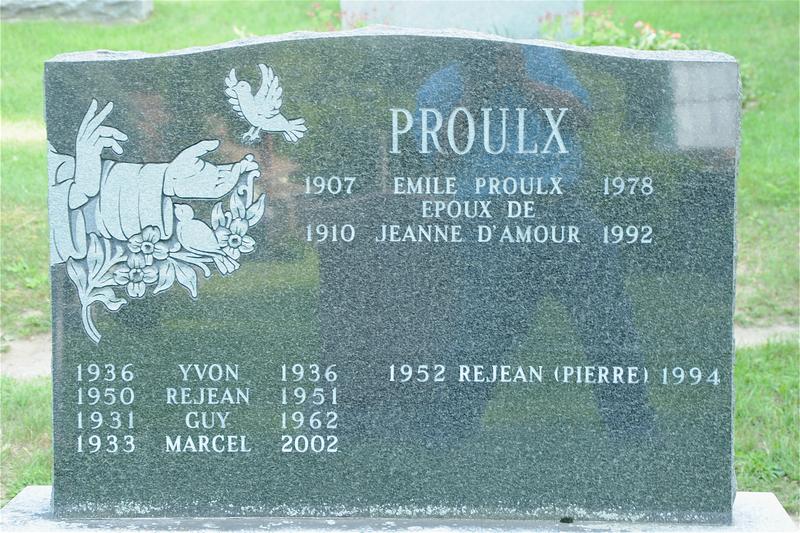 PROULX
1907 EMILE PROULX 1978
EPOUX DE
1910 JEANNE D'AMOUR 1992
1936 YVON 1936
1950 REJEAN 1951
1931 GUY 1962
1933 MARCEL 2002
1952 REJEAN (PIERRE) 1994